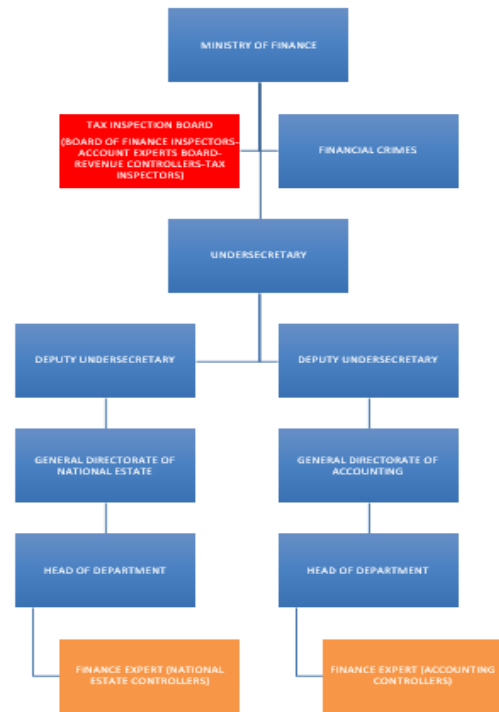 MINISTRY OF FINANCE
TAX INSPECTION BOARD
(BOARD OF FINANCE INSPECTORS-
ACCOUNT EXPERTS BOARD-
REVENUE CONTROLLERS-TAX
INSPECTORS)
FINANCIAL CRIMES
UNDERSECRETARY
DEPUTY UNDERSECRETARY
DEPUTY UNDERSECRETARY
GENERAL DIRECTORATE OF
NATIONAL ESTATE
GENERAL DIRECTORATE OF
ACCOUNTING
HEAD OF DEPARTMENT
HEAD OF DEPARTMENT
FINANCE EXPERT (NATIONAL
ESTATE CONTROLLERS)
FINANCE EXPERT (ACCOUNTING
CONTROLLERS)